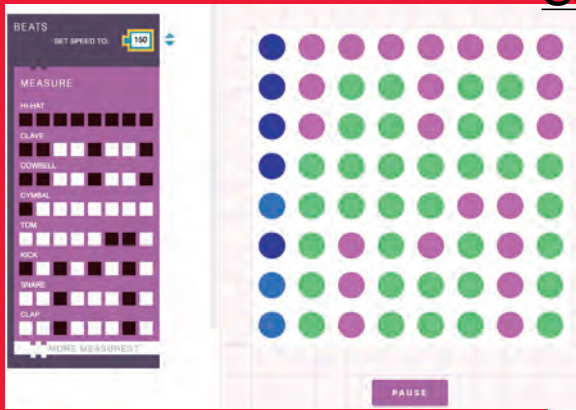 BEATS
SET SPEED TO: 150
MEASURE
HI-HAT
CLAVE
COWBELL
CYMBAL
TOM
KICK
SNARE
CLAP
MORE MEASURES?
PAUSE